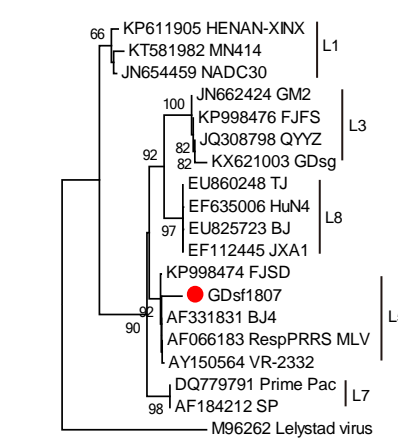 66
KP611905 HENAN-XINX
KT581982 MN414
L1
JN654459 NADC30
JN662424 GM2
100
KP998476 FJFS
L3
JQ308798 QYYZ
82
92
82
KX621003 GDsg
EU860248 TJ
EF635006 HuN4
L8
EU825723 BJ
97
EF112445 JXA1
KP998474 FJSD
GDsf1807
92
AF331831 BJ4
90
AF066183 RespPRRS MLV
AY150564 VR-2332
DQ779791 Prime Pac
L7
98
AF184212 SP
M96262 Lelystad virus